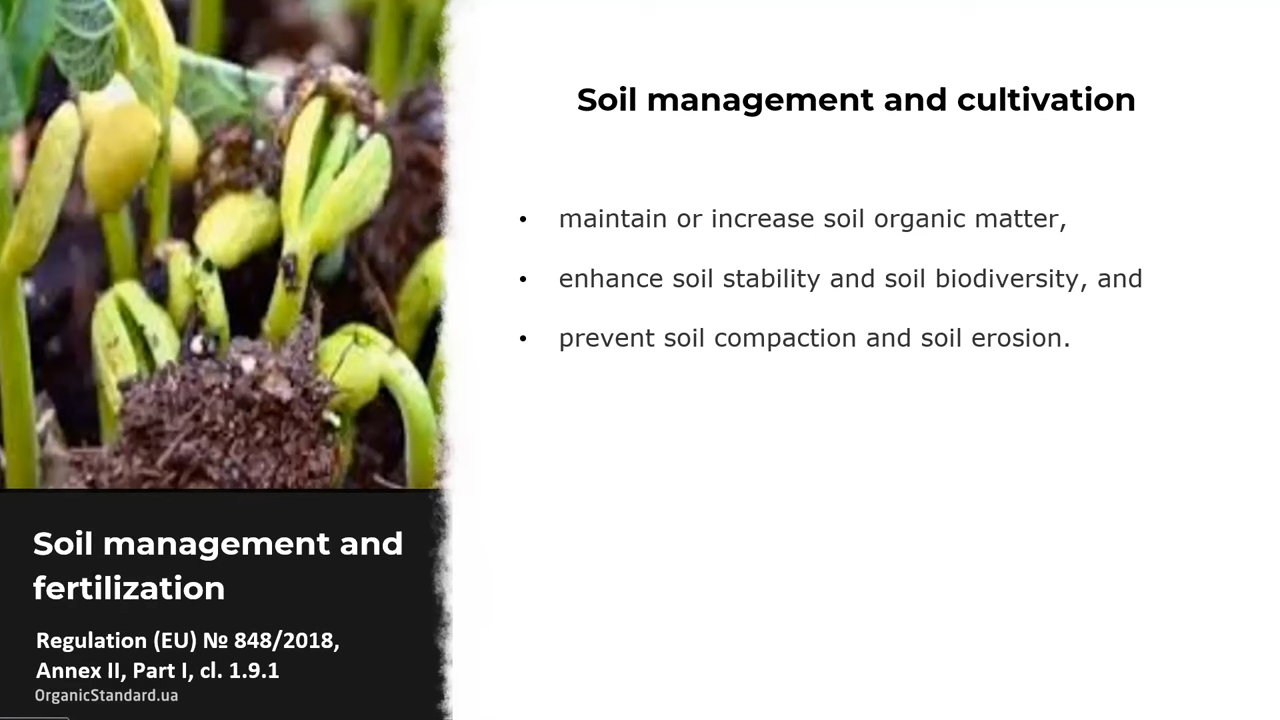 Soil management and cultivation
• maintain or increase soil organic matter,
• enhance soil stability and soil biodiversity, and
• prevent soil compaction and soil erosion.
Soil management and
fertilization
Regulation (EU) № 848/2018,
Annex II, Part I, cl. 1.9.1
OrganicStandard.ua